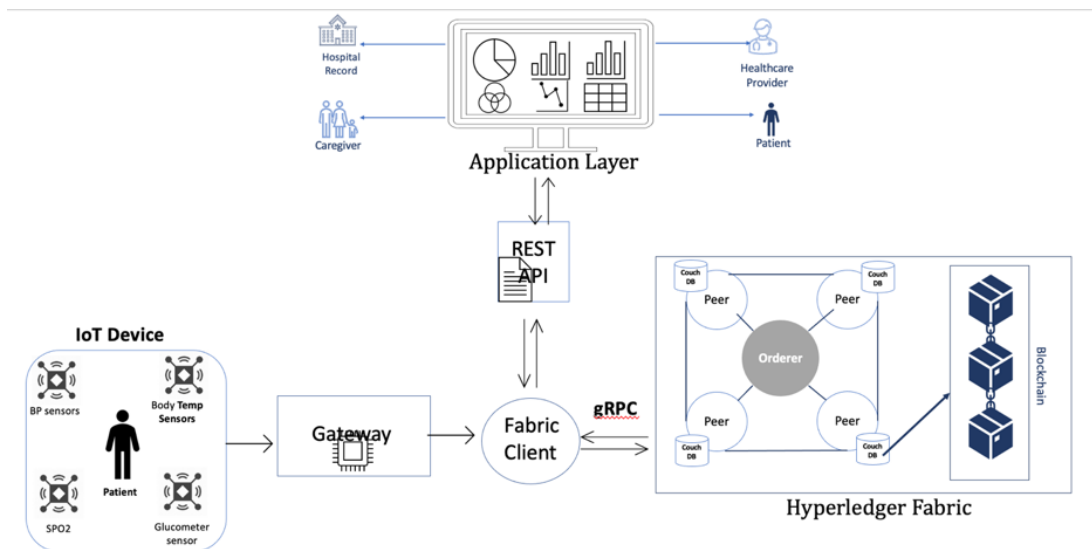 Hospital
Record
Healthcare
Provider
Caregiver
Patient
Application Layer
REST
API
IoT Device
BP sensors
Body Temp
Sensors
Patient
SPO2
Glucometer
sensor
Gateway
Fabric
Client
gRPC
Couch
DB
Peer
Peer
Couch
DB
Orderer
Peer
Peer
Couch
DB
Couch
DB
Blockchain
Hyperledger Fabric